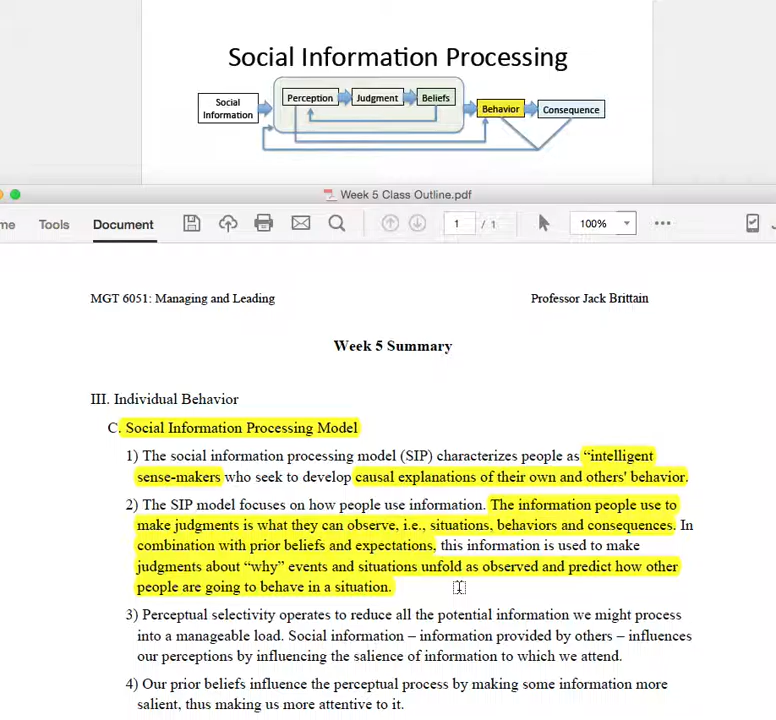 Social Information Processing
Social
Information
Perception
Judgment
Beliefs
Behavior
Consequence
Week 5 Class Outline.pdf
me Tools Document 1 / 1 100%
MGT 6051: Managing and Leading Professor Jack Brittain
Week 5 Summary
III. Individual Behavior
C. Social Information Processing Model
1) The social information processing model (SIP) characterizes people as “intelligent
sense-makers who seek to develop causal explanations of their own and others' behavior.
2) The SIP model focuses on how people use information. The information people use to
make judgments is what they can observe, i.e., situations, behaviors and consequences. In
combination with prior beliefs and expectations, this information is used to make
judgments about “why” events and situations unfold as observed and predict how other
people are going to behave in a situation.
3) Perceptual selectivity operates to reduce all the potential information we might process
into a manageable load. Social information – information provided by others – influences
our perceptions by influencing the salience of information to which we attend.
4) Our prior beliefs influence the perceptual process by making some information more
salient, thus making us more attentive to it.